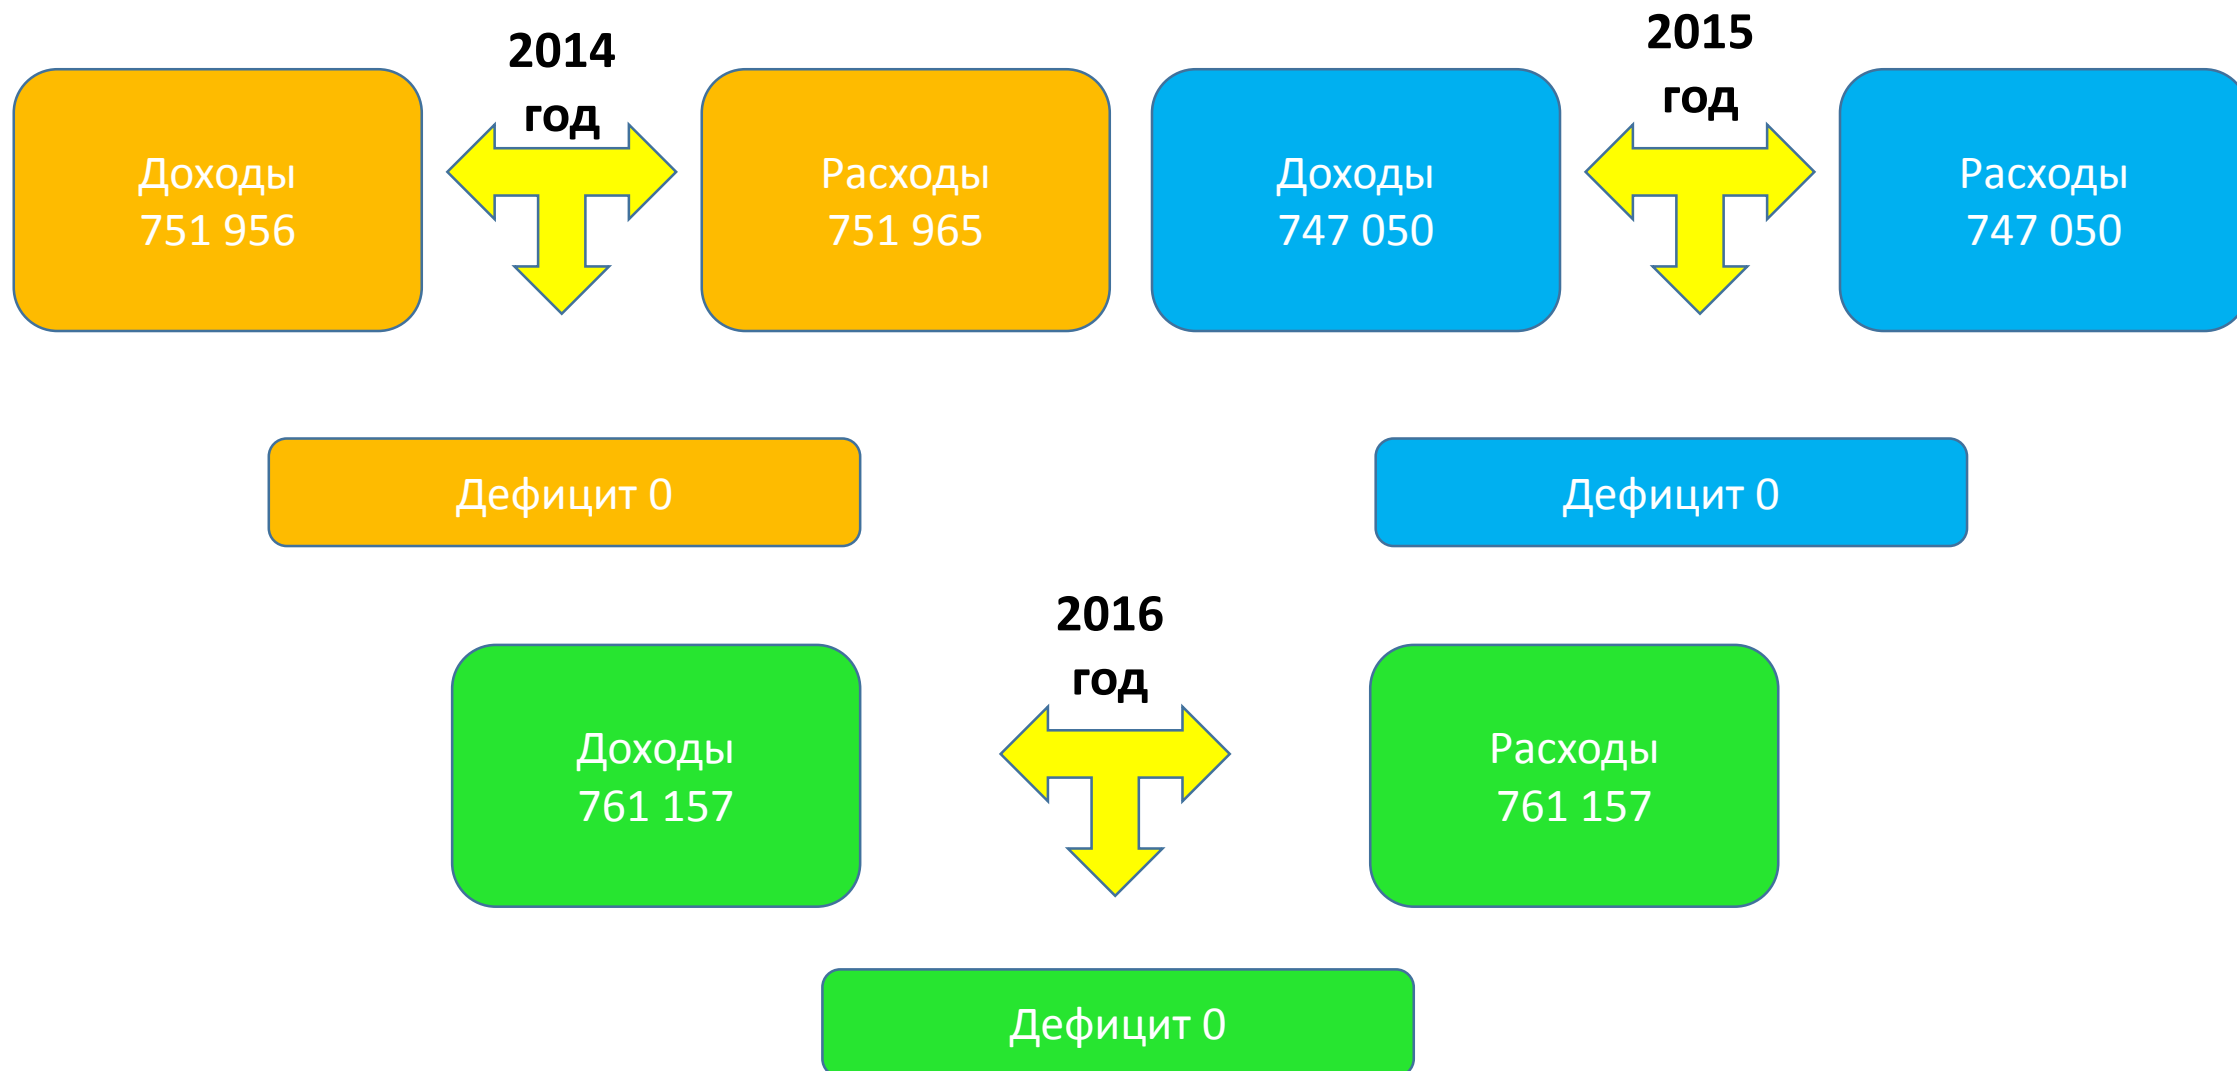 2014
год
Доходы
751 956
Расходы
751 965
Дефицит 0
2015
год
Доходы
747 050
Расходы
747 050
Дефицит 0
2016
год
Доходы
761 157
Расходы
761 157
Дефицит 0